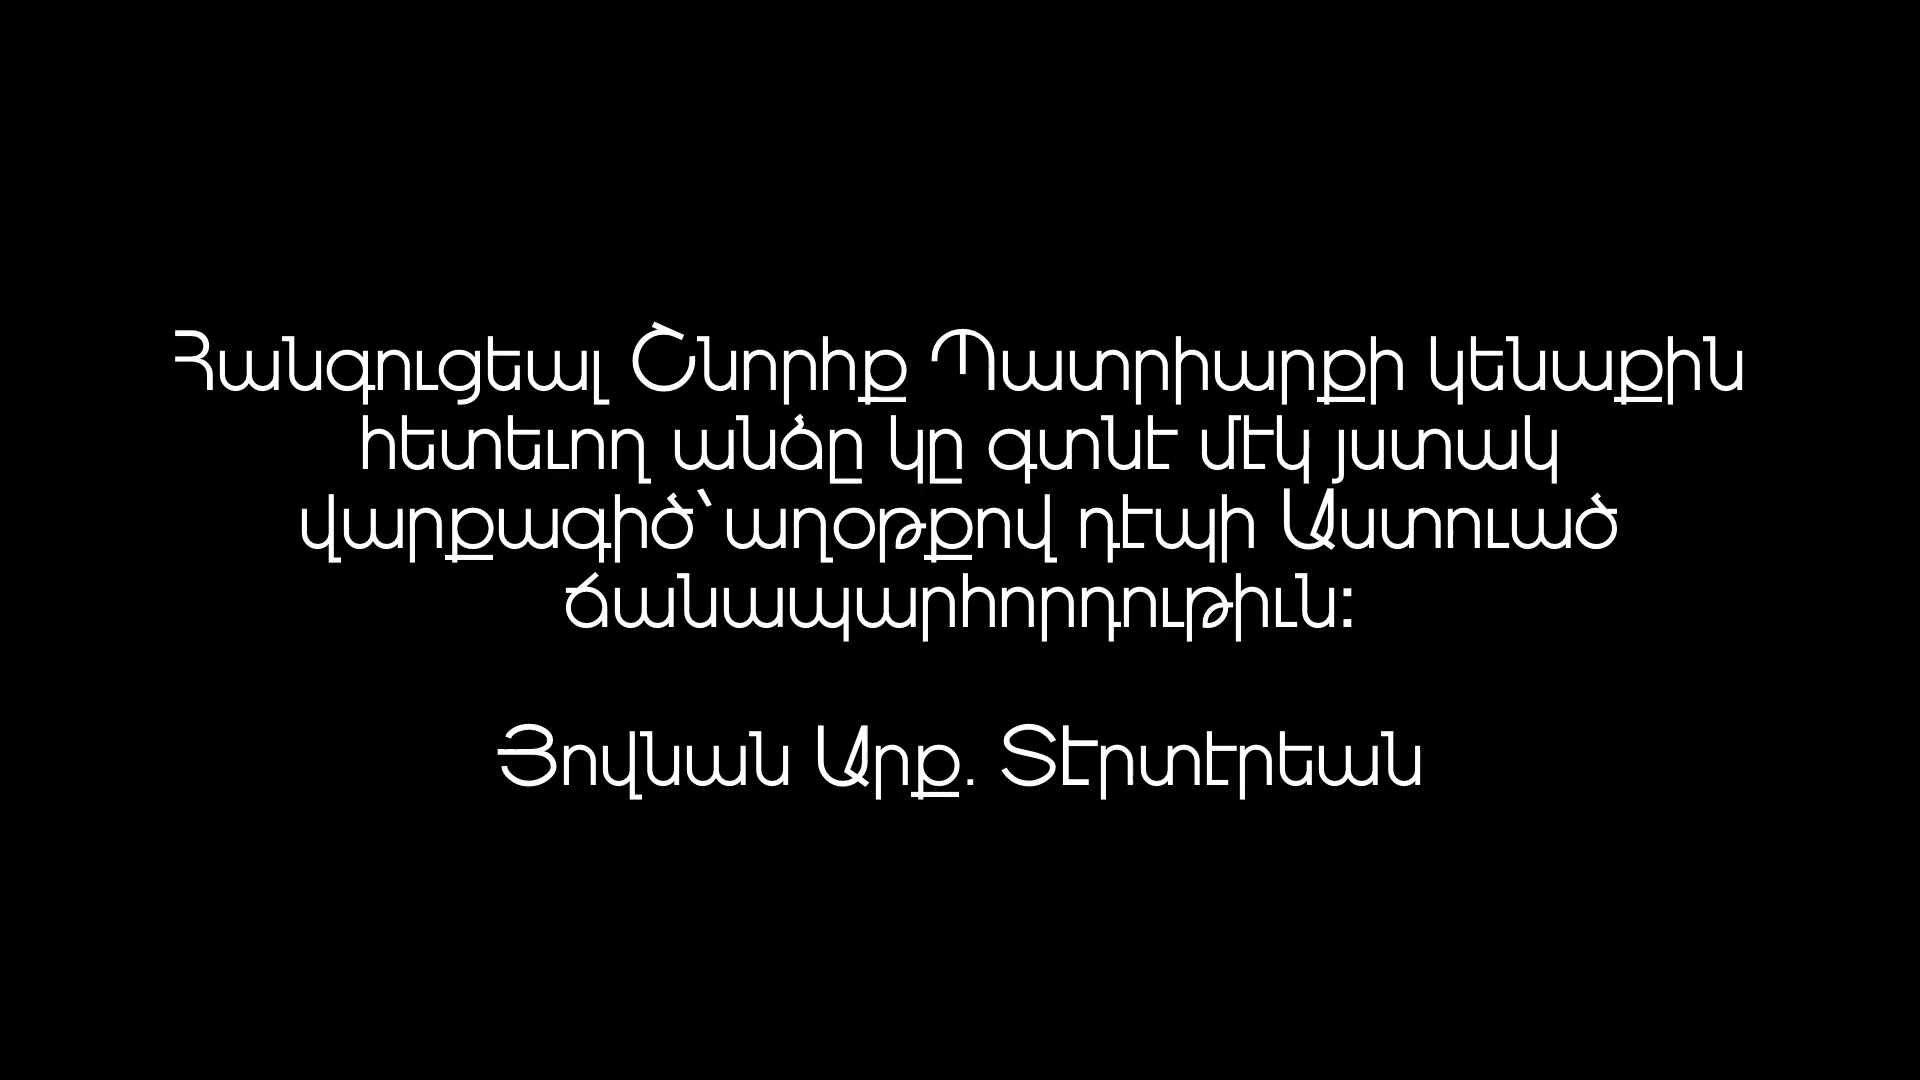 Հանգուցեալ Շնորհք Պատրիարքի կենաքին
հետեւող անձը կը գտնէ մէկ յստակ
վարքագիծ՝ աղօթքով դէպի Աստուած
ճանապարհորդութիւն։
Յովնան Արք. Տէրտէրեան